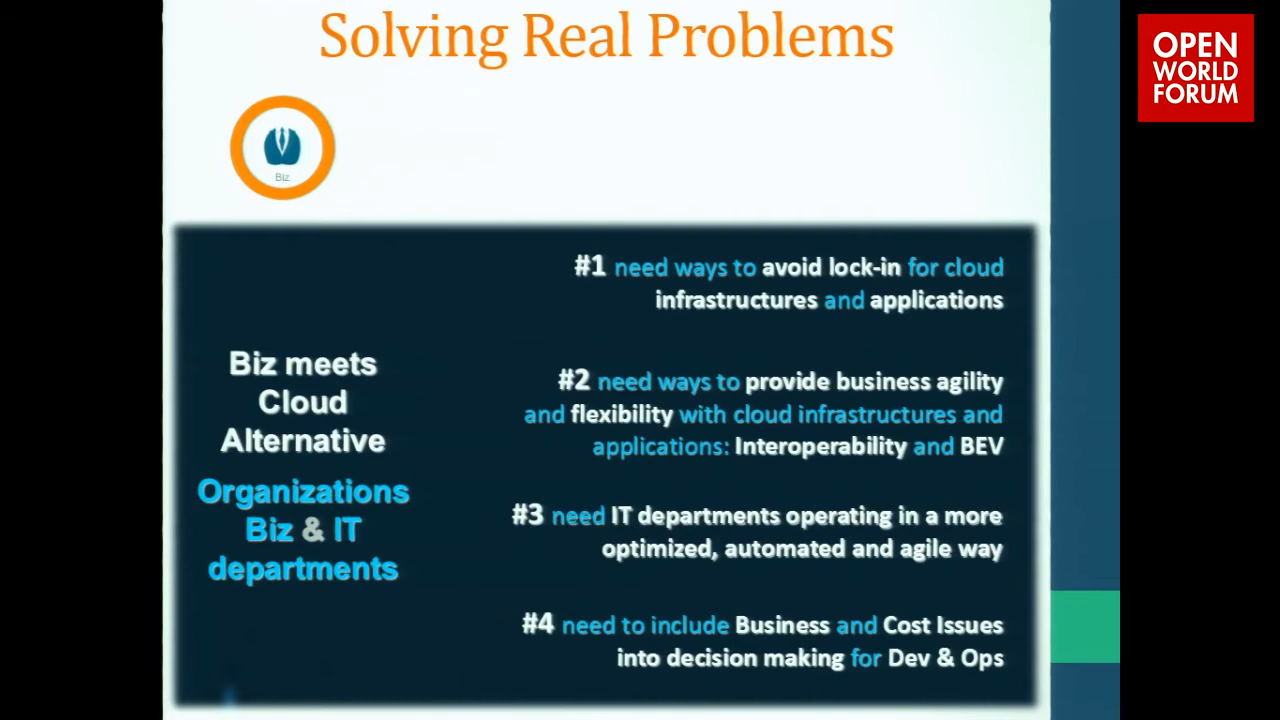 Solving Real Problems
OPEN
WORLD
FORUM
Biz
Biz meets
Cloud
Alternative
Organizations
Biz & IT
departments
#1 need ways to avoid lock-in for cloud
infrastructures and applications
#2 need ways to provide business agility
and flexibility with cloud infrastructures and
applications: Interoperability and BEV
#3 need IT departments operating in a more
optimized, automated and agile way
#4 need to include Business and Cost Issues
into decision making for Dev & Ops